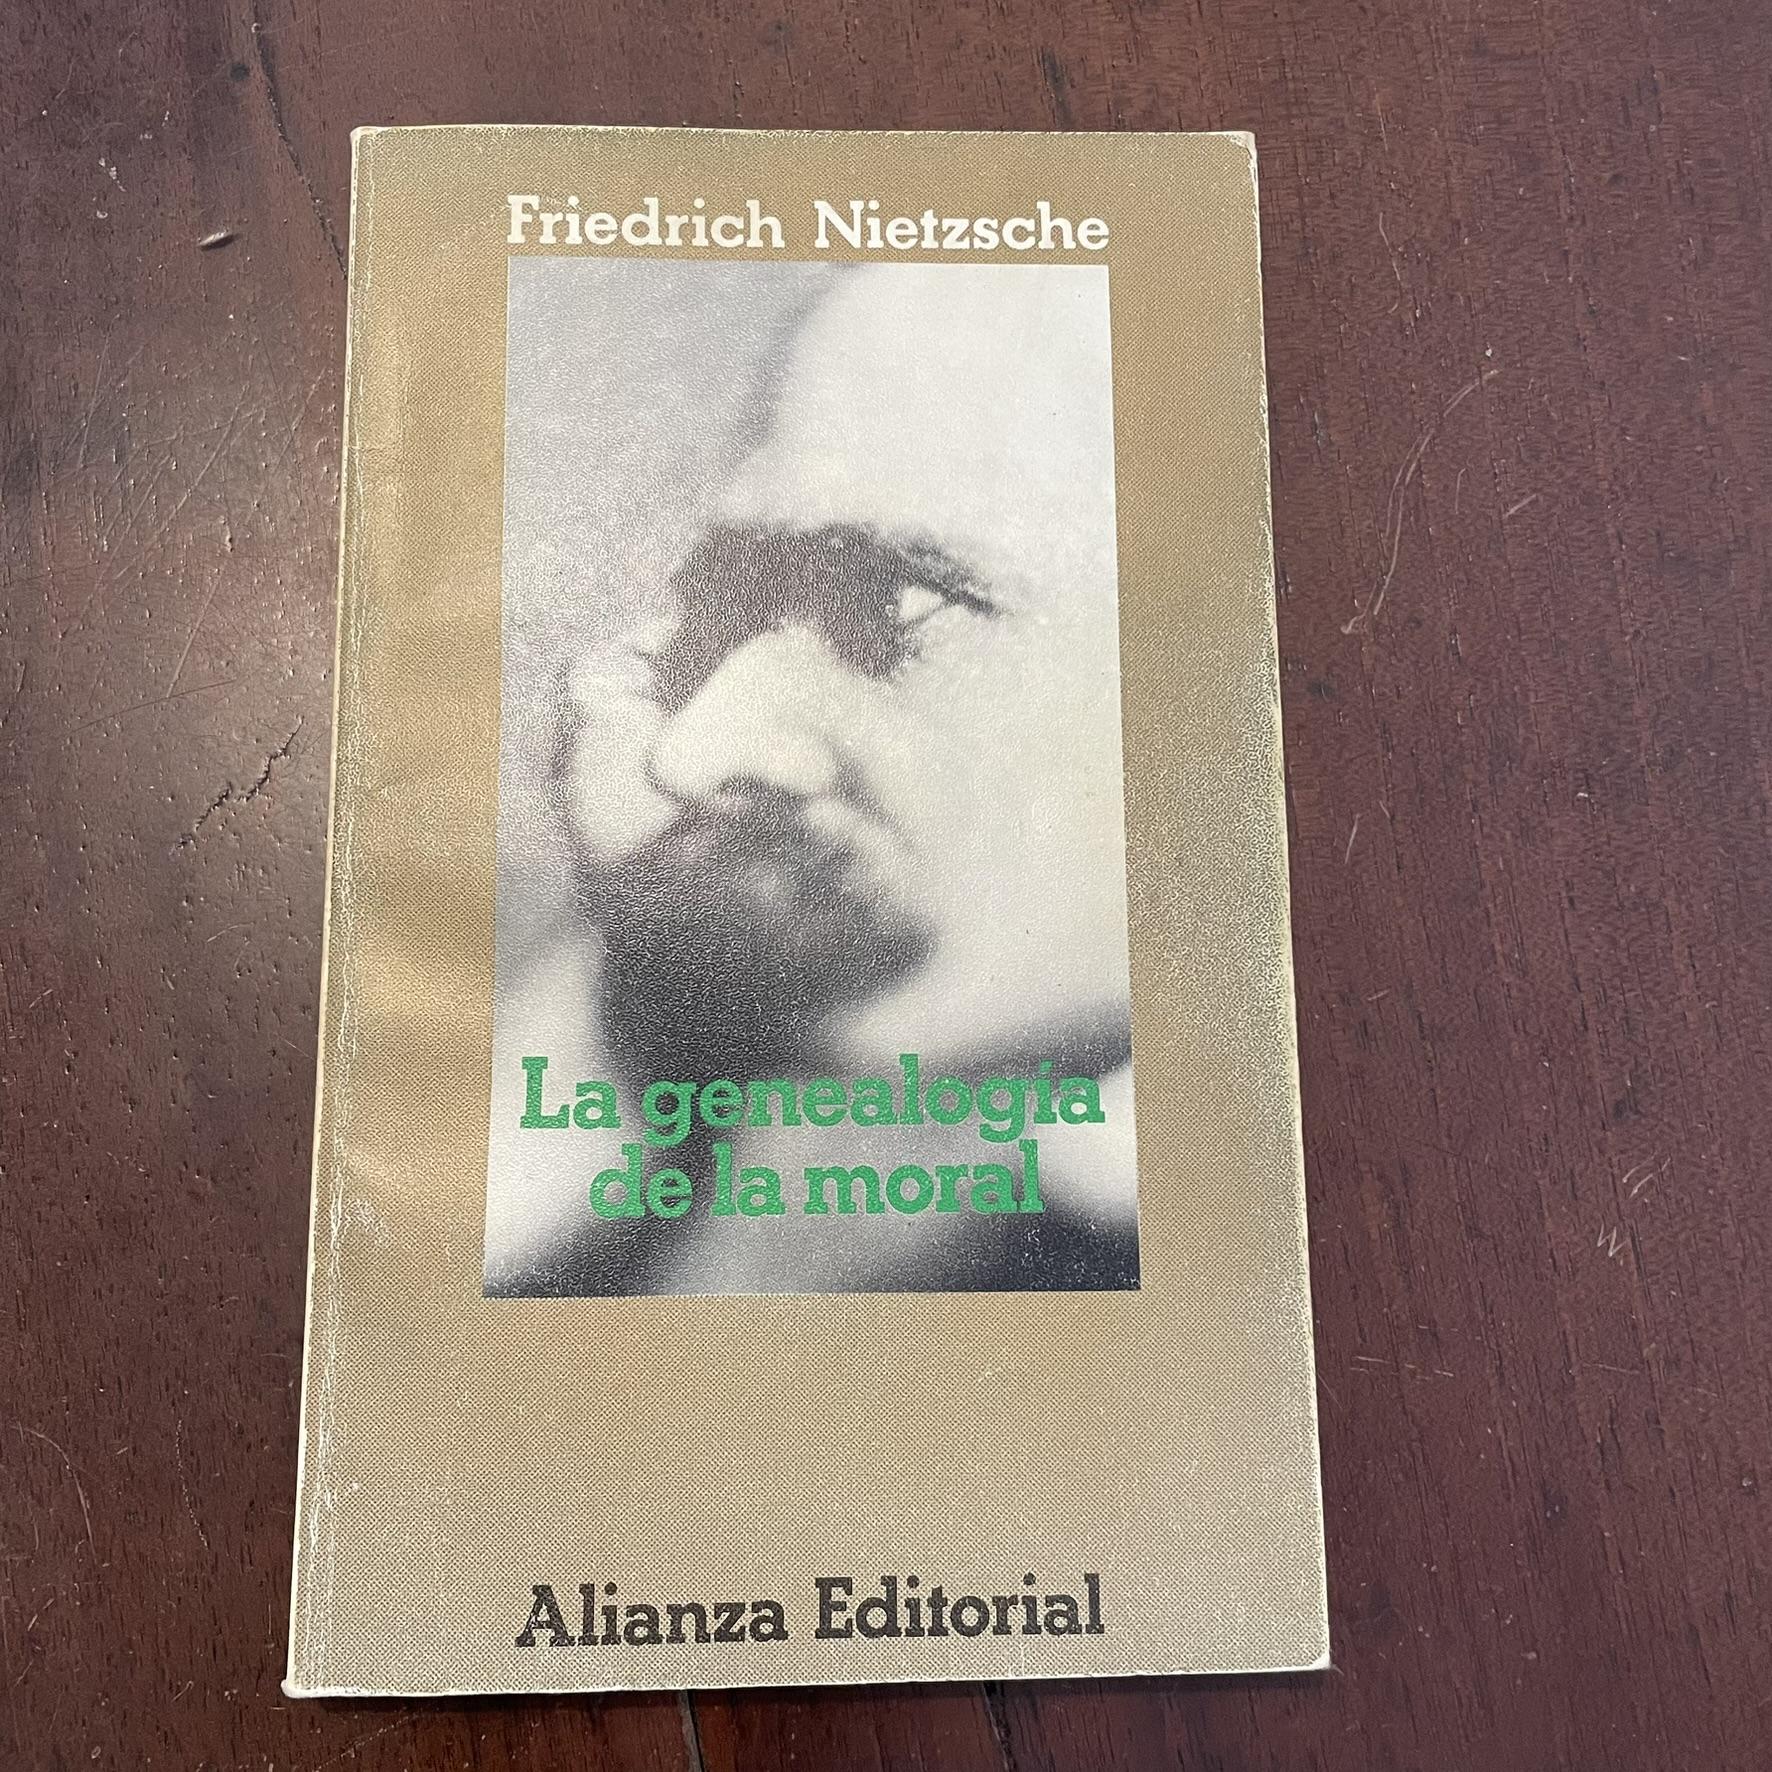 Friedrich Nietzsche
La genealogía
de la moral
Alianza Editorial